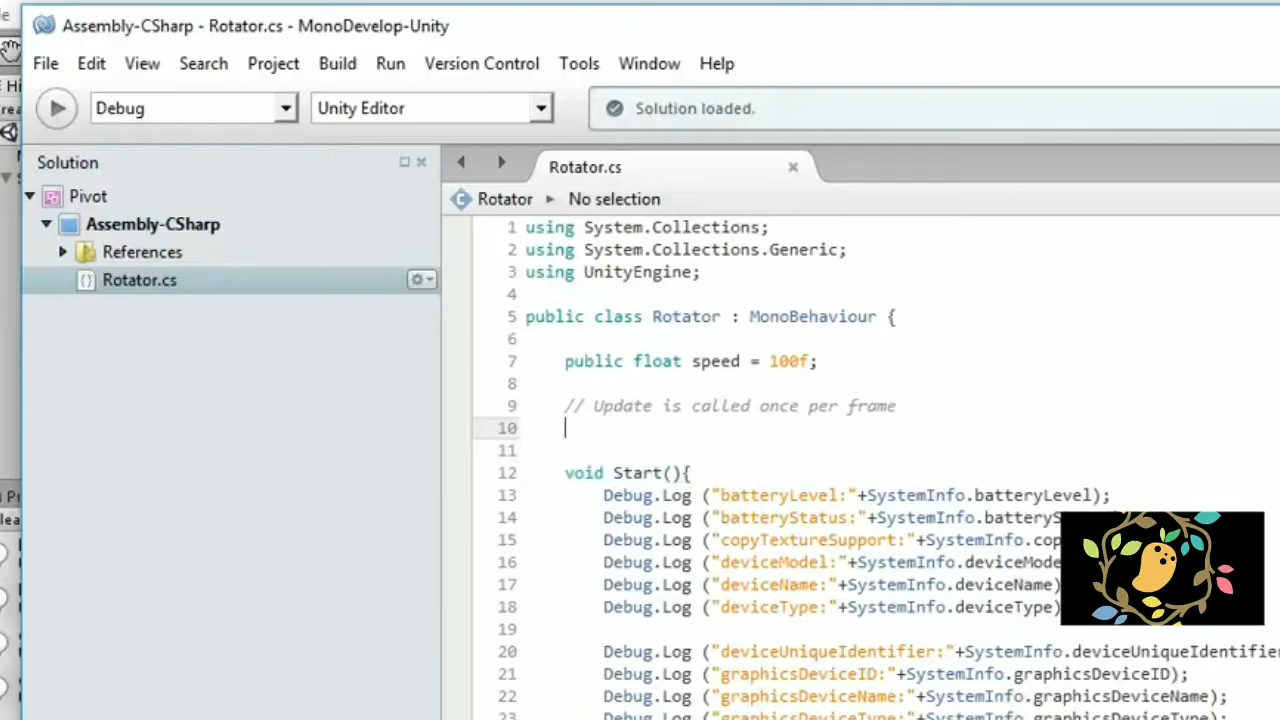 Assembly-CSharp - Rotator.cs - MonoDevelop-Unity
File Edit View Search Project Build Run Version Control Tools Window Help
Debug Unity Editor Solution loaded.
Solution
Pivot
Assembly-CSharp
References
Rotator.cs
Rotator.cs
Rotator No selection
1 using System.Collections;
2 using System.Collections.Generic;
3 using UnityEngine;
4
5 public class Rotator : MonoBehaviour {
6
7 public float speed = 100f;
8
9 // Update is called once per frame
10
11
12 void Start(){
13 Debug.Log ("batteryLevel:"+SystemInfo.batteryLevel);
14 Debug.Log ("batteryStatus:"+SystemInfo.batteryS
15 Debug.Log ("copyTextureSupport:"+SystemInfo.cop
16 Debug.Log ("deviceModel:"+SystemInfo.deviceMode
17 Debug.Log ("deviceName:"+SystemInfo.deviceName)
18 Debug.Log ("deviceType:"+SystemInfo.deviceType)
19
20 Debug.Log ("deviceUniqueIdentifier:"+SystemInfo.deviceUniqueIdentifie
21 Debug.Log ("graphicsDeviceID:"+SystemInfo.graphicsDeviceID);
22 Debug.Log ("graphicsDeviceName:"+SystemInfo.graphicsDeviceName);
23 Debug.Log ("graphicsDeviceType:"+SystemInfo.graphicsDeviceType);